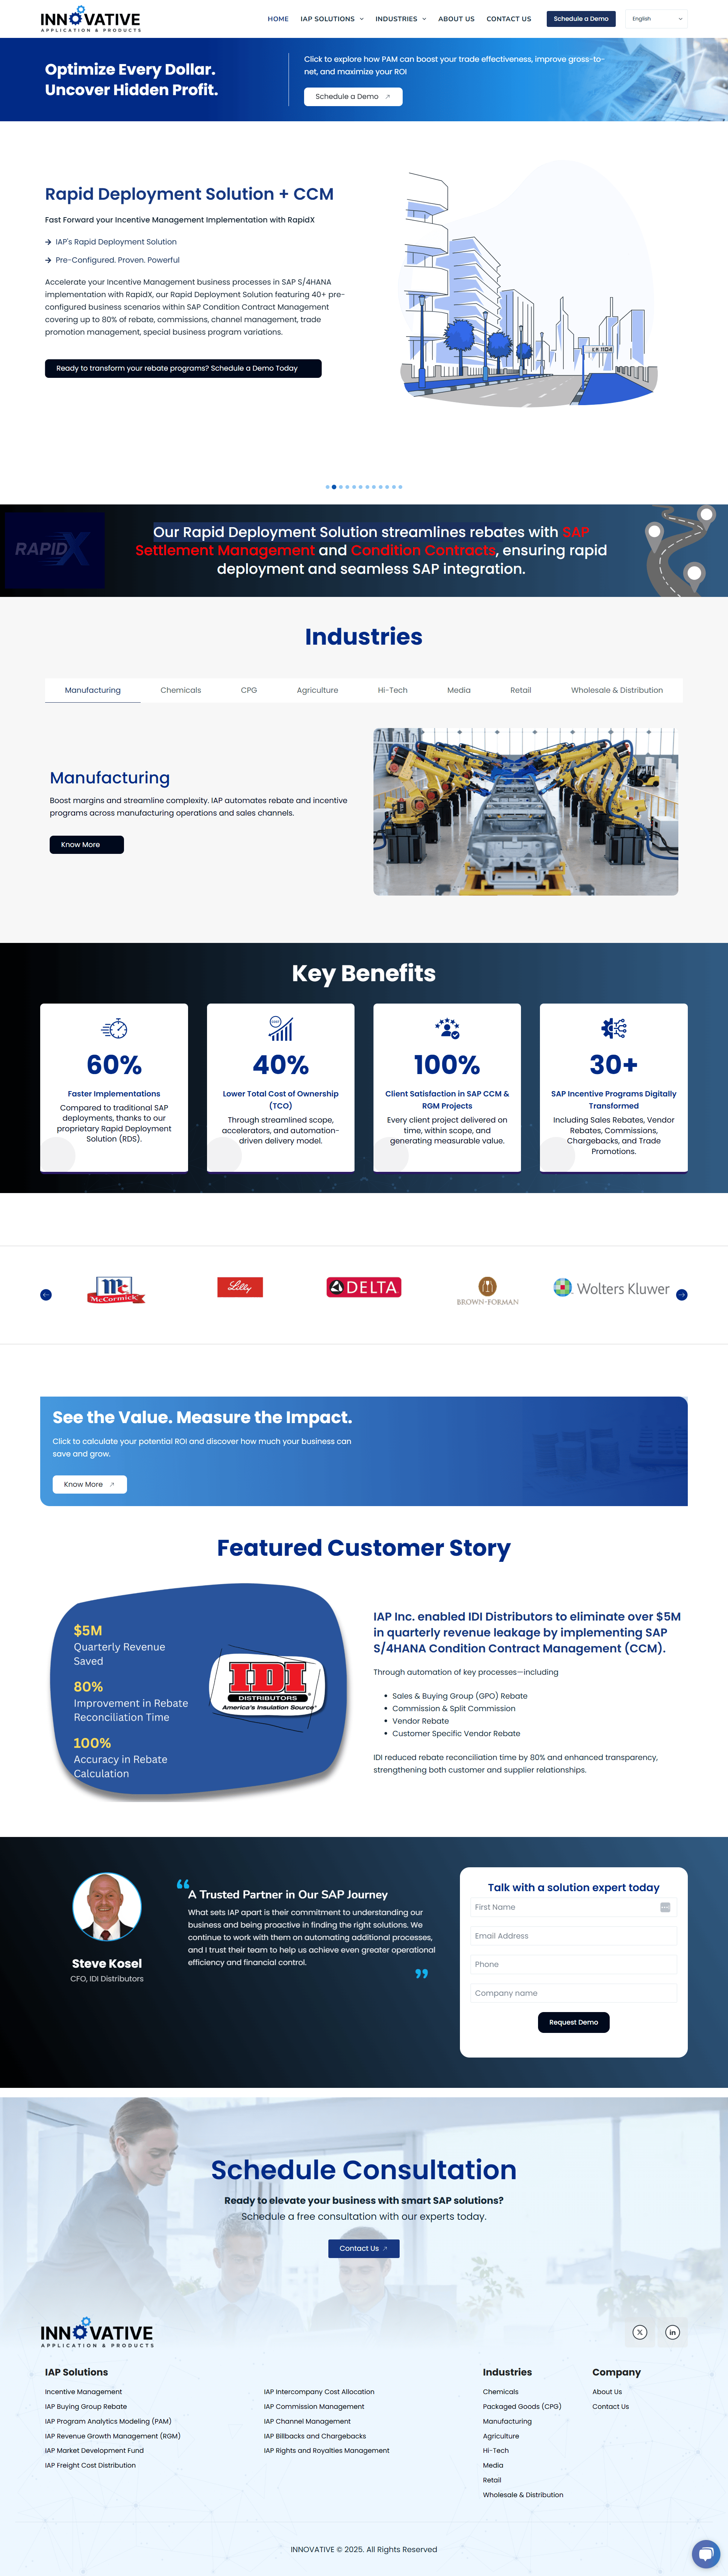 INNOVATIVE
APPLICATION & PRODUCTS
HOME
IAP SOLUTIONS
INDUSTRIES
ABOUT US
CONTACT US
Schedule a Demo
English
Optimize Every Dollar.
Uncover Hidden Profit.
Click to explore how PAM can boost your trade effectiveness, improve gross-to-
net, and maximize your ROI
Schedule a Demo
Rapid Deployment Solution + CCM
Fast Forward your Incentive Management Implementation with RapidX
IAP's Rapid Deployment Solution
Pre-Configured. Proven. Powerful
Accelerate your Incentive Management business processes in SAP S/4HANA
implementation with RapidX, our Rapid Deployment Solution featuring 40+ pre-
configured business scenarios within SAP Condition Contract Management
covering up to 80% of rebate, commissions, channel management, trade
promotion management, special business program variations.
Ready to transform your rebate programs? Schedule a Demo Today
RAPIDX
Our Rapid Deployment Solution streamlines rebates with SAP
Settlement Management and Condition Contracts, ensuring rapid
deployment and seamless SAP integration.
Industries
Manufacturing
Chemicals
CPG
Agriculture
Hi-Tech
Media
Retail
Wholesale & Distribution
Manufacturing
Boost margins and streamline complexity. IAP automates rebate and incentive
programs across manufacturing operations and sales channels.
Know More
Key Benefits
60%
Faster Implementations
Compared to traditional SAP
deployments, thanks to our
proprietary Rapid Deployment
Solution (RDS).
40%
Lower Total Cost of Ownership
(TCO)
Through streamlined scope,
accelerators, and automation-
driven delivery model.
100%
Client Satisfaction in SAP CCM &
RGM Projects
Every client project delivered on
time, within scope, and
generating measurable value.
30+
SAP Incentive Programs Digitally
Transformed
Including Sales Rebates, Vendor
Rebates, Commissions,
Chargebacks, and Trade
Promotions.
Mc
McCormick
Lilly
DELTA
BROWN-FORMAN
Wolters Kluwer
See the Value. Measure the Impact.
Click to calculate your potential ROI and discover how much your business can
save and grow.
Know More
Featured Customer Story
$5M
Quarterly Revenue
Saved
80%
Improvement in Rebate
Reconciliation Time
100%
Accuracy in Rebate
Calculation
IDI
DISTRIBUTORS
America's Insulation Source
IAP Inc. enabled IDI Distributors to eliminate over $5M
in quarterly revenue leakage by implementing SAP
S/4HANA Condition Contract Management (CCM).
Through automation of key processes—including
Sales & Buying Group (GPO) Rebate
Commission & Split Commission
Vendor Rebate
Customer Specific Vendor Rebate
IDI reduced rebate reconciliation time by 80% and enhanced transparency,
strengthening both customer and supplier relationships.
Steve Kosel
CFO, IDI Distributors
“
A Trusted Partner in Our SAP Journey
What sets IAP apart is their commitment to understanding our
business and being proactive in finding the right solutions. We
continue to work with them on automating additional processes,
and I trust their team to help us achieve even greater operational
efficiency and financial control.
”
Talk with a solution expert today
First Name
Email Address
Phone
Company name
Request Demo
Schedule Consultation
Ready to elevate your business with smart SAP solutions?
Schedule a free consultation with our experts today.
Contact Us
INNOVATIVE
APPLICATION & PRODUCTS
IAP Solutions
Incentive Management
IAP Buying Group Rebate
IAP Program Analytics Modeling (PAM)
IAP Revenue Growth Management (RGM)
IAP Market Development Fund
IAP Freight Cost Distribution
IAP Intercompany Cost Allocation
IAP Commission Management
IAP Channel Management
IAP Billbacks and Chargebacks
IAP Rights and Royalties Management
Industries
Chemicals
Packaged Goods (CPG)
Manufacturing
Agriculture
Hi-Tech
Media
Retail
Wholesale & Distribution
Company
About Us
Contact Us
INNOVATIVE © 2025. All Rights Reserved